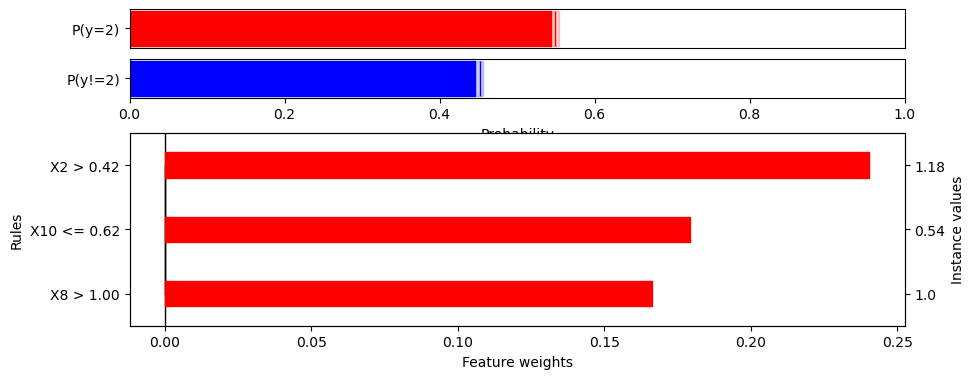 P(y=2)
P(y!=2)
0.0 0.2 0.4 0.6 0.8 1.0
Probability
X2 > 0.42 1.18
X10 <= 0.62 0.54
X8 > 1.00 1.0
Rules
Instance values
0.00 0.05 0.10 0.15 0.20 0.25
Feature weights